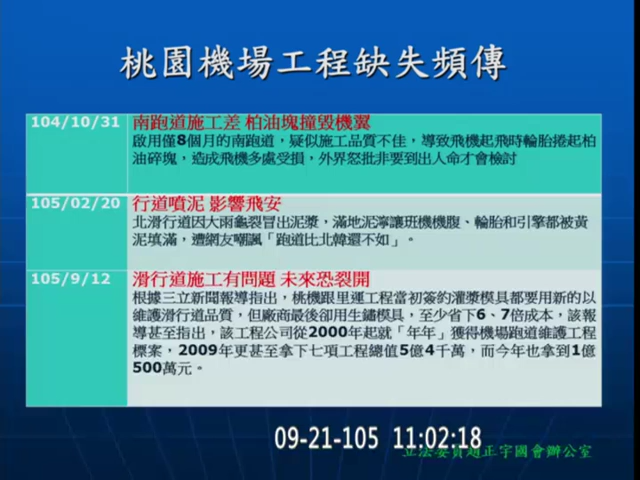 桃園機場工程缺失頻傳
104/10/31
南跑道施工差 柏油塊撞毀機翼
啟用僅8個月的南跑道，疑似施工品質不佳，導致飛機起飛時輪胎捲起柏
油碎塊，造成飛機多處受損，外界怒批非要到出人命才會檢討
105/02/20
行道噴泥 影響飛安
北滑行道因大雨龜裂冒出泥漿，滿地泥濘讓班機機腹、輪胎和引擎都被黃
泥填滿，遭網友嘲諷「跑道比北韓還不如」。
105/9/12
滑行道施工有問題 未來恐裂開
根據三立新聞報導指出，桃機跟里運工程當初簽約灌漿模具都要用新的以
維護滑行道品質，但廠商最後卻用生鏽模具，至少省下6、7倍成本，該報
導甚至指出，該工程公司從2000年起就「年年」獲得機場跑道維護工程
標案，2009年更甚至拿下七項工程總值5億4千萬，而今年也拿到1億
500萬元。
09-21-105 11:02:18
立法委員趙正宇國會辦公室